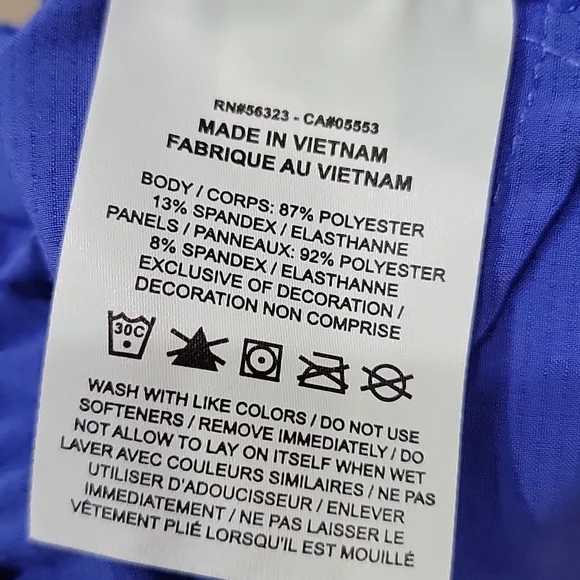 RN#56323 - CA#05553
MADE IN VIETNAM
FABRIQUE AU VIETNAM
BODY / CORPS: 87% POLYESTER
13% SPANDEX / ELASTHANNE
PANELS / PANNEAUX: 92% POLYESTER
8% SPANDEX / ELASTHANNE
EXCLUSIVE OF DECORATION /
DECORATION NON COMPRISE
30C
WASH WITH LIKE COLORS / DO NOT USE
SOFTENERS / REMOVE IMMEDIATELY / DO
NOT ALLOW TO LAY ON ITSELF WHEN WET
LAVER AVEC COULEURS SIMILAIRES / NE PAS
UTILISER D'ADOUCISSEUR / ENLEVER
IMMÉDIATEMENT / NE PAS LAISSER LE
VÊTEMENT PLIÉ LORSQU'IL EST MOUILLÉ